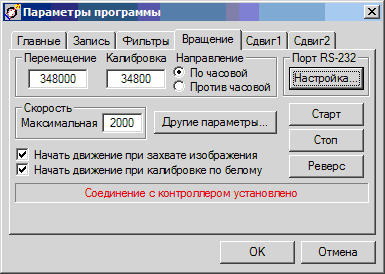 Параметры программы
Главные Запись Фильтры Вращение Сдвиг1 Сдвиг2
Перемещение Калибровка Направление Порт RS-232
348000 34800 По часовой Настройка...
Против часовой
Скорость
Максимальная 2000 Другие параметры... Старт
Стоп
Начать движение при захвате изображения
Начать движение при калибровке по белому Реверс
Соединение с контроллером установлено
OK Отмена